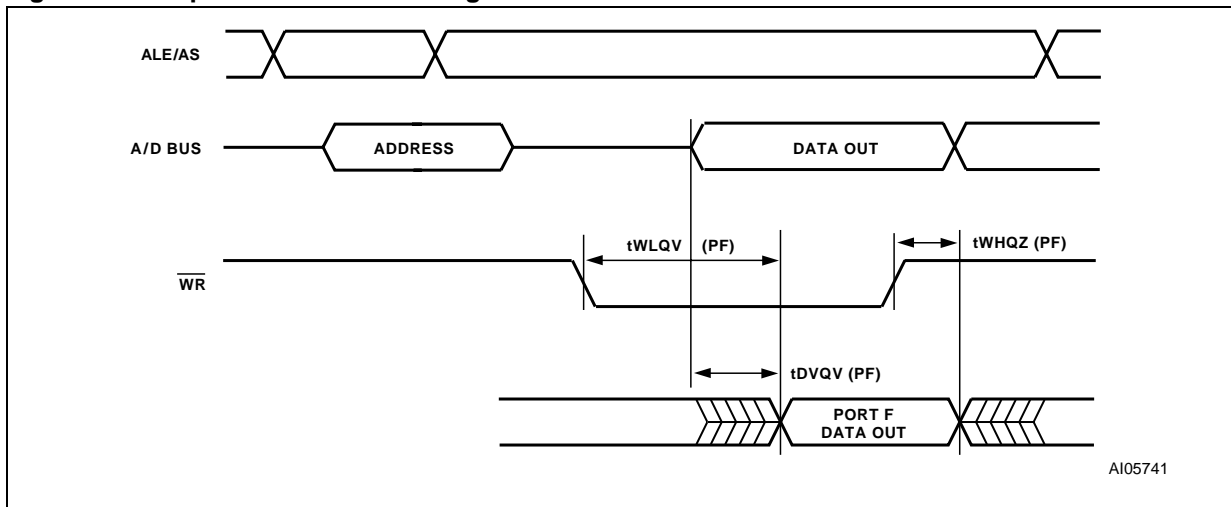 ALE/AS
A/D BUS
ADDRESS
DATA OUT
tWLQV (PF)
tWHQZ (PF)
WR
tDVQV (PF)
PORT F
DATA OUT
AI05741